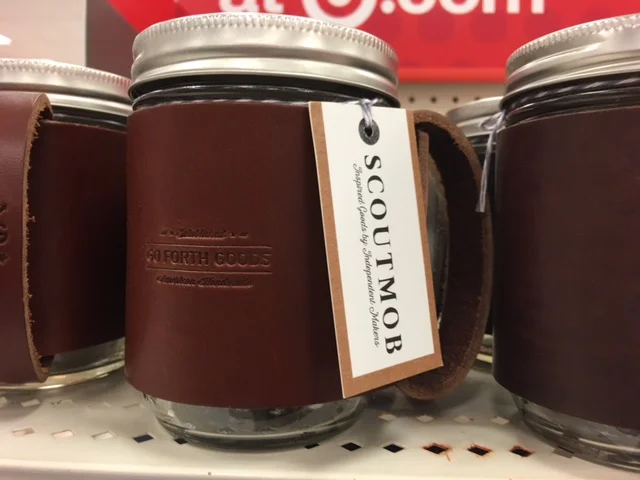 at .com
GO FORTH GOODS
SCOUTMOB
Inspired Goods by Independent Makers